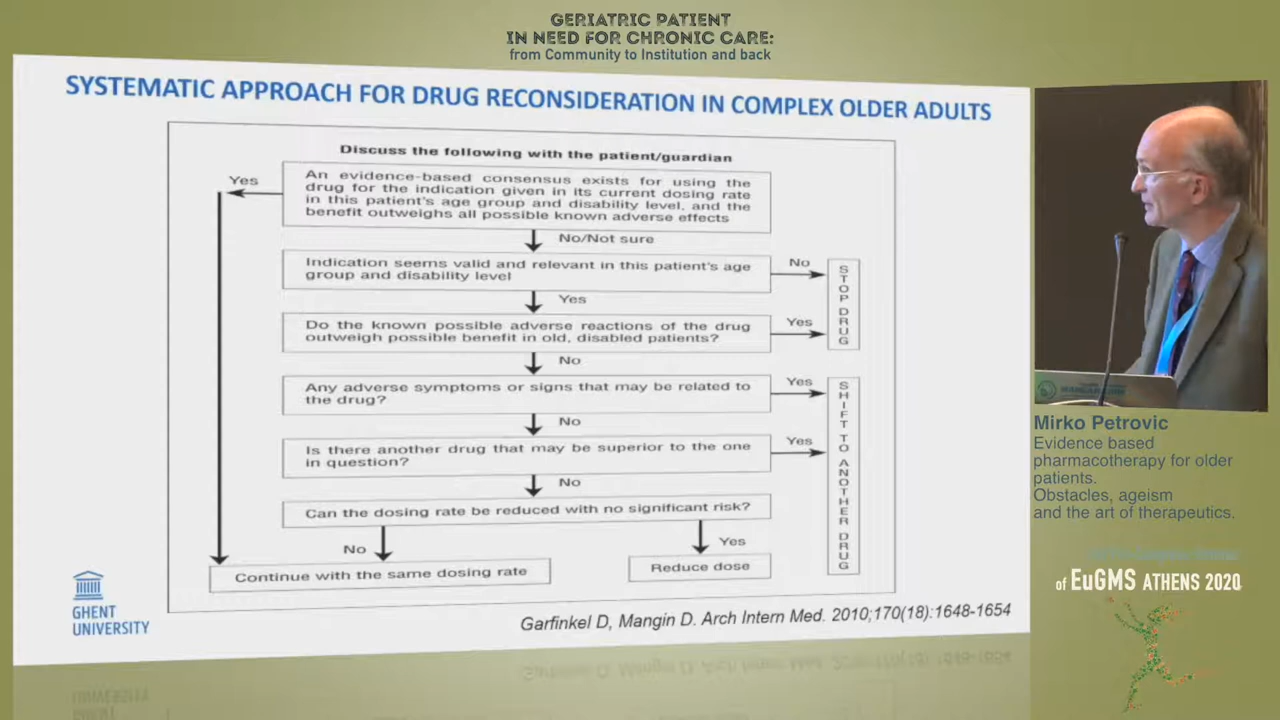 GERIATRIC PATIENT
IN NEED FOR CHRONIC CARE:
from Community to Institution and back
SYSTEMATIC APPROACH FOR DRUG RECONSIDERATION IN COMPLEX OLDER ADULTS
Discuss the following with the patient/guardian
Yes
An evidence-based consensus exists for using the
drug for the indication given in its current dosing rate
in this patient's age group and disability level, and the
benefit outweighs all possible known adverse effects
No/Not sure
Indication seems valid and relevant in this patient's age
group and disability level
No
Yes
STOP DRUG
Do the known possible adverse reactions of the drug
outweigh possible benefit in old, disabled patients?
Yes
No
Any adverse symptoms or signs that may be related to
the drug?
Yes
No
SHIFT TO ANOTHER DRUG
Is there another drug that may be superior to the one
in question?
Yes
No
Can the dosing rate be reduced with no significant risk?
No
Yes
Continue with the same dosing rate
Reduce dose
GHENT
UNIVERSITY
Garfinkel D, Mangin D. Arch Intern Med. 2010;170(18):1648-1654
Mirko Petrovic
Evidence based
pharmacotherapy for older
patients.
Obstacles, ageism
and the art of therapeutics.
of EuGMS ATHENS 2020